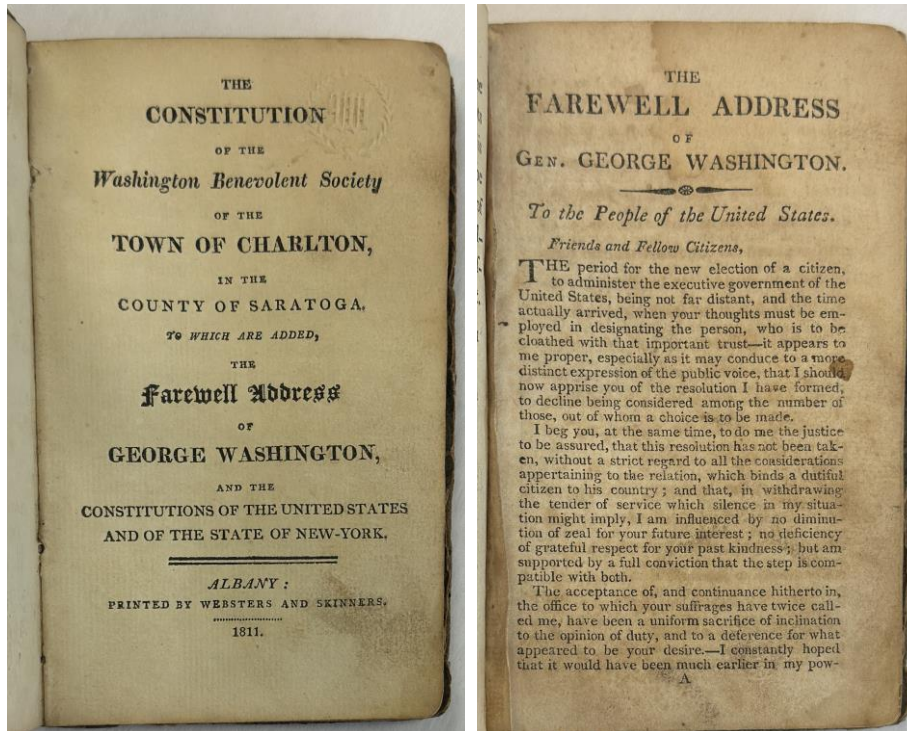 THE
CONSTITUTION
OF THE
Washington Benevolent Society
OF THE
TOWN OF CHARLTON,
IN THE
COUNTY OF SARATOGA.
TO WHICH ARE ADDED,
THE
Farewell Address
OF
GEORGE WASHINGTON,
AND THE
CONSTITUTIONS OF THE UNITED STATES
AND OF THE STATE OF NEW-YORK.
ALBANY:
PRINTED BY WEBSTERS AND SKINNERS.
1811.
THE
FAREWELL ADDRESS
OF
GEN. GEORGE WASHINGTON.
To the People of the United States.
Friends and Fellow Citizens,
THE period for the new election of a citizen,
to administer the executive government of the
United States, being not far distant, and the time
actually arrived, when your thoughts must be em-
ployed in designating the person, who is to be
cloathed with that important trust—it appears to
me proper, especially as it may conduce to a more
distinct expression of the public voice, that I should
now apprise you of the resolution I have formed,
to decline being considered among the number of
those, out of whom a choice is to be made.
I beg you, at the same time, to do me the justice
to be assured, that this resolution has not been tak-
en, without a strict regard to all the considerations
appertaining to the relation, which binds a dutiful
citizen to his country; and that, in withdrawing
the tender of service which silence in my situa-
tion might imply, I am influenced by no diminu-
tion of zeal for your future interest; no deficiency
of grateful respect for your past kindness; but am
supported by a full conviction that the step is com-
patible with both.
The acceptance of, and continuance hitherto in,
the office to which your suffrages have twice call-
ed me, have been a uniform sacrifice of inclination
to the opinion of duty, and to a deference for what
appeared to be your desire.—I constantly hoped
that it would have been much earlier in my pow-
A